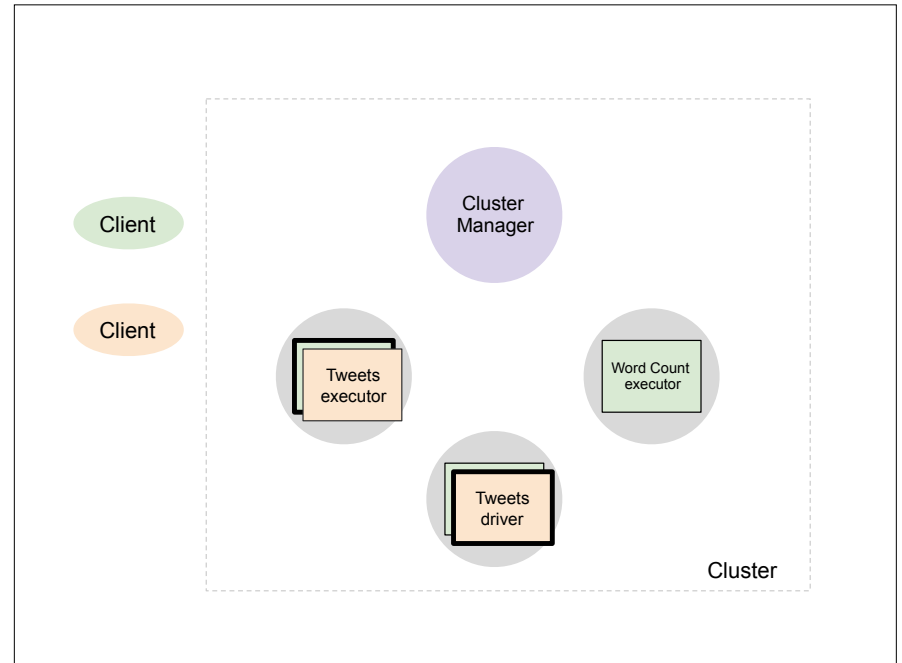 Cluster
Manager
Client
Client
Tweets
executor
Word Count
executor
Tweets
driver
Cluster